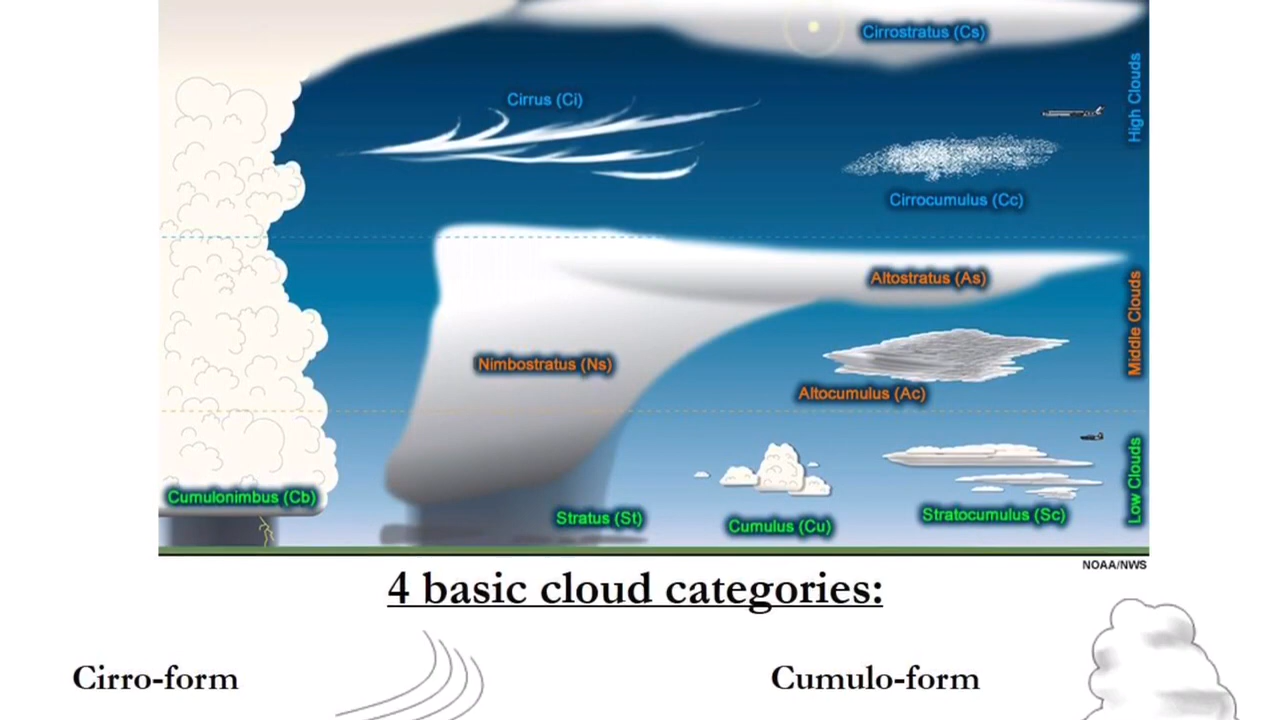 Cirrostratus (Cs)
High Clouds
Cirrus (Ci)
Cirrocumulus (Cc)
Altostratus (As)
Middle Clouds
Nimbostratus (Ns)
Altocumulus (Ac)
Low Clouds
Cumulonimbus (Cb)
Stratus (St)
Cumulus (Cu)
Stratocumulus (Sc)
NOAA/NWS
4 basic cloud categories:
Cirro-form
Cumulo-form